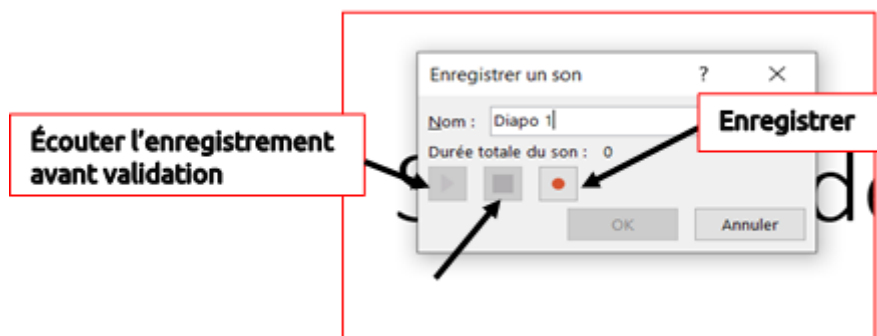 Enregistrer un son ? ×
Nom : Diapo 1
Enregistrer
Écouter l'enregistrement
avant validation
Durée totale du son : 0
OK Annuler